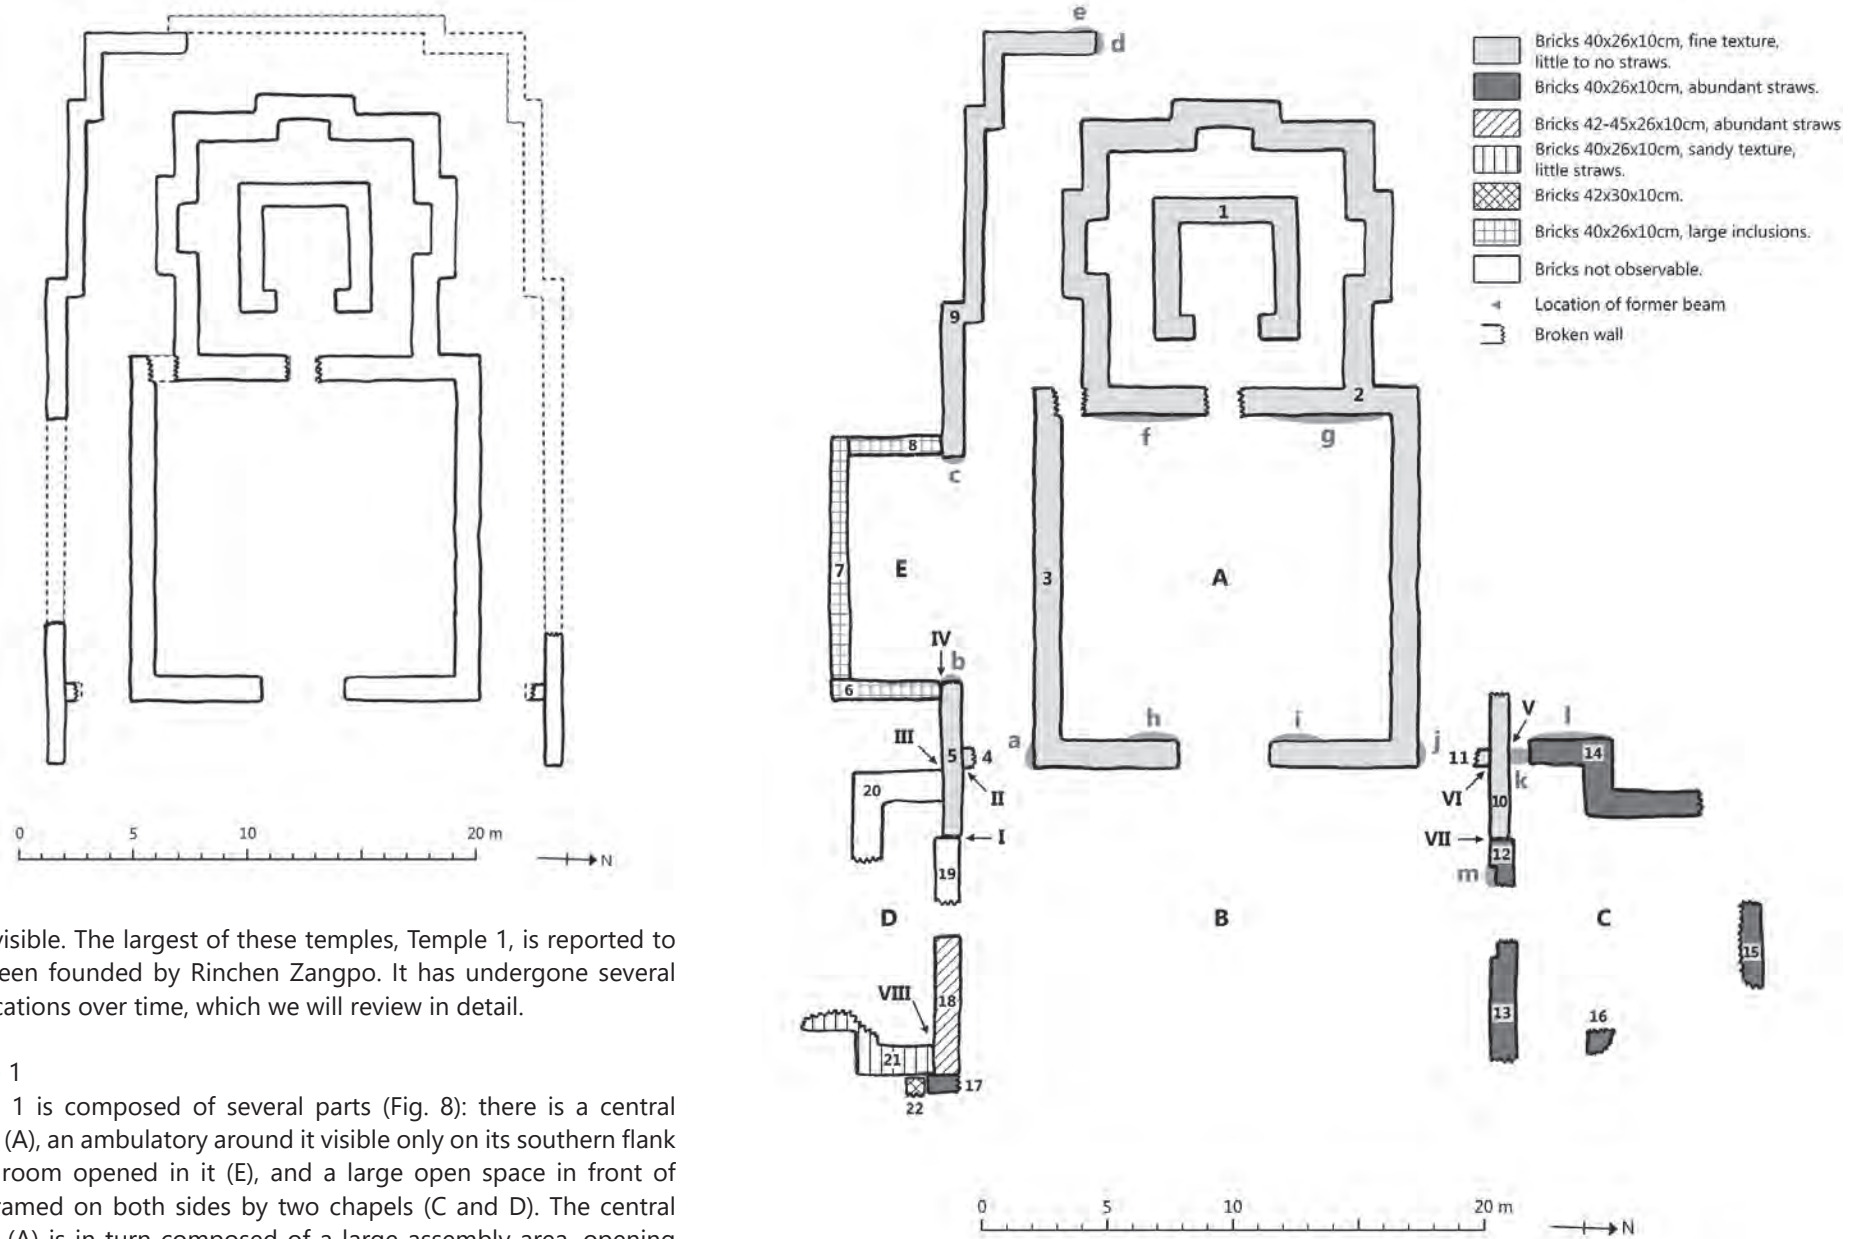 0 5 10 20 m
N
visible. The largest of these temples, Temple 1, is reported to
een founded by Rinchen Zangpo. It has undergone several
cations over time, which we will review in detail.
1
1 is composed of several parts (Fig. 8): there is a central
(A), an ambulatory around it visible only on its southern flank
room opened in it (E), and a large open space in front of
ramed on both sides by two chapels (C and D). The central
(A) is in turn composed of a large assembly area, opening
e
d
1
9
2
8
c
f
g
7
E
3
A
IV
b
6
h
i
a
j
III
5
4
II
20
I
19
V
l
11
14
k
VI
10
VII
12
m
D
B
C
15
VIII
18
13
16
21
17
22
0 5 10 20 m
N
Bricks 40x26x10cm, fine texture,
little to no straws.
Bricks 40x26x10cm, abundant straws.
Bricks 42-45x26x10cm, abundant straws
Bricks 40x26x10cm, sandy texture,
little straws.
Bricks 42x30x10cm.
Bricks 40x26x10cm, large inclusions.
Bricks not observable.
Location of former beam
Broken wall